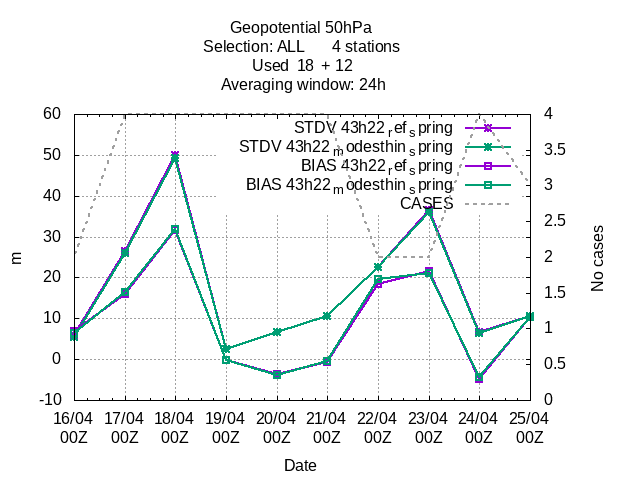 Geopotential 50hPa
Selection: ALL 4 stations
Used 18 + 12
Averaging window: 24h
STDV 43h22_ref_spring
STDV 43h22_modesthin_spring
BIAS 43h22_ref_spring
BIAS 43h22_modesthin_spring
CASES
60
50
40
30
20
10
0
-10
m
4
3.5
3
2.5
2
1.5
1
0.5
0
No cases
16/04 17/04 18/04 19/04 20/04 21/04 22/04 23/04 24/04 25/04
00Z 00Z 00Z 00Z 00Z 00Z 00Z 00Z 00Z 00Z
Date